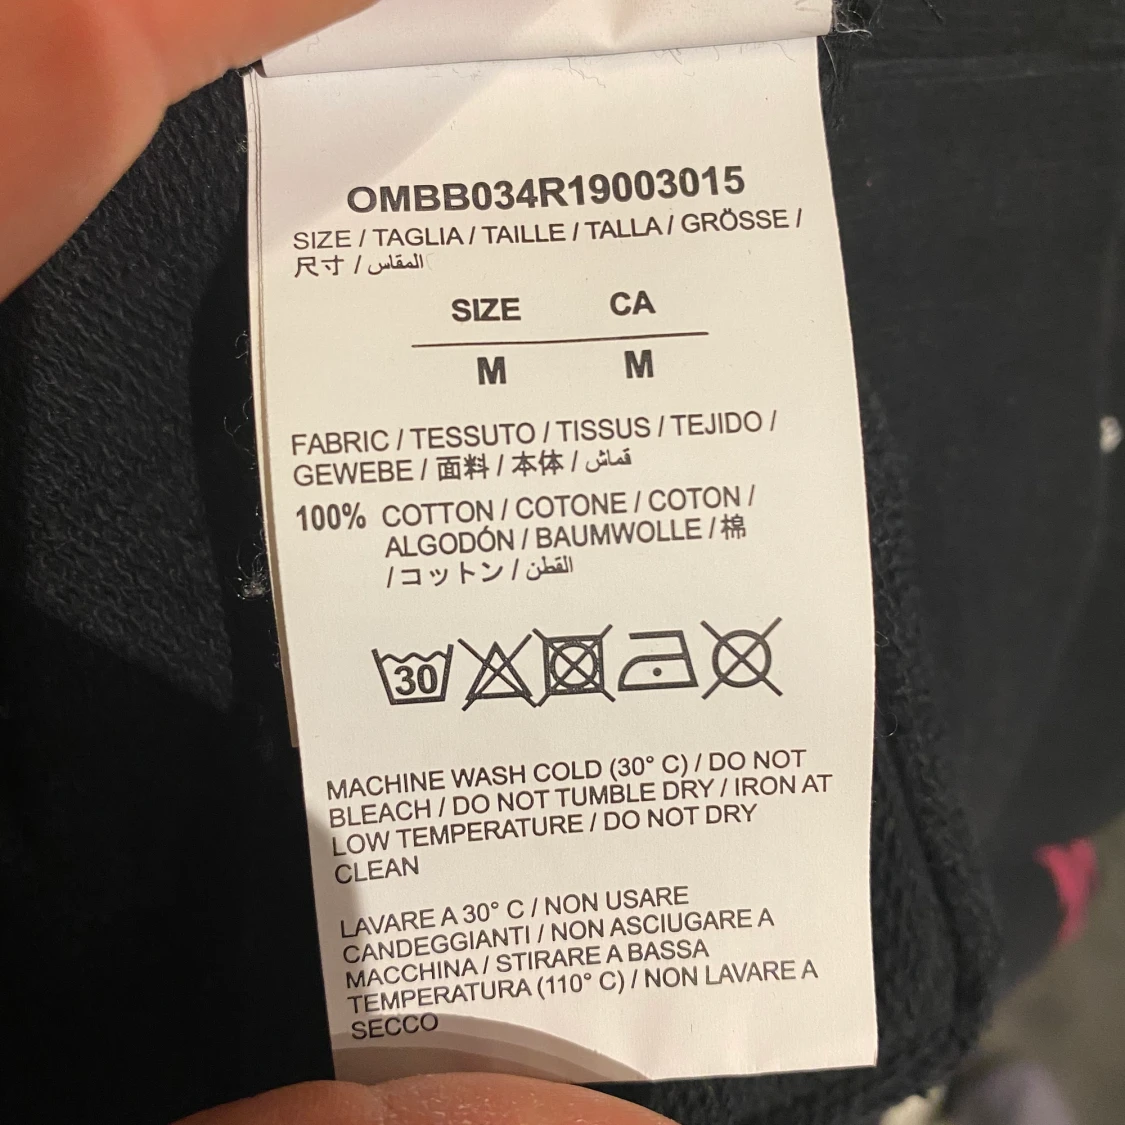 OMBB034R19003015
SIZE / TAGLIA / TAILLE / TALLA / GRÖSSE /
尺寸 / المقاس
SIZE CA
M M
FABRIC / TESSUTO / TISSUS / TEJIDO /
GEWEBE / 面料 / 本体 / قماش
100% COTTON / COTONE / COTON /
ALGODÓN / BAUMWOLLE / 棉
/ コットン / القطن
30
MACHINE WASH COLD (30° C) / DO NOT
BLEACH / DO NOT TUMBLE DRY / IRON AT
LOW TEMPERATURE / DO NOT DRY
CLEAN
LAVARE A 30° C / NON USARE
CANDEGGIANTI / NON ASCIUGARE A
MACCHINA / STIRARE A BASSA
TEMPERATURA (110° C) / NON LAVARE A
SECCO